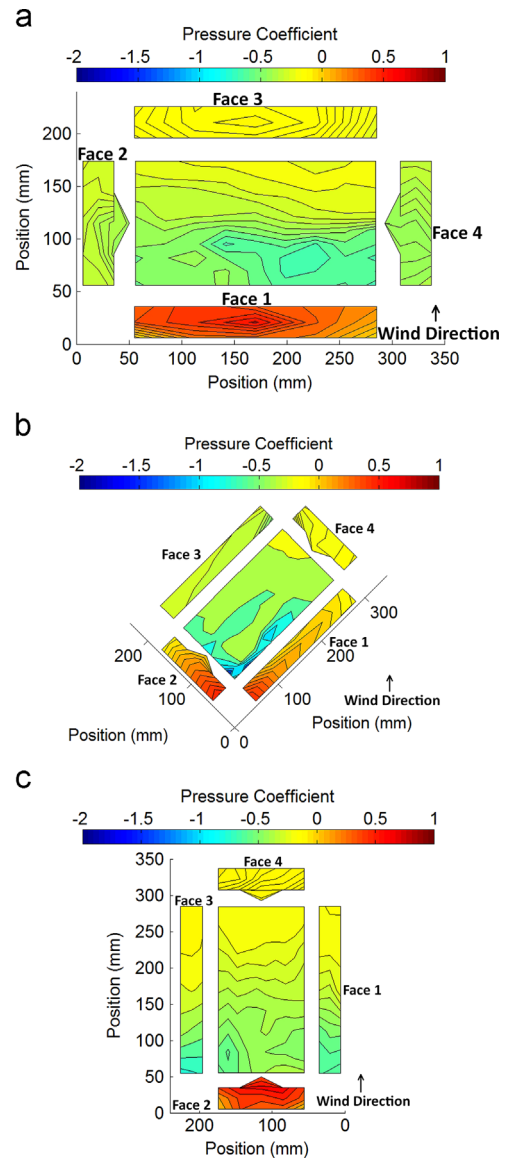 a
Pressure Coefficient
-2 -1.5 -1 -0.5 0 0.5 1
Face 3
200
Face 2
150
Position (mm)
100
Face 4
50
Face 1
0
Wind Direction
0 50 100 150 200 250 300 350
Position (mm)
b
Pressure Coefficient
-2 -1.5 -1 -0.5 0 0.5 1
Face 4
Face 3
300
200
Face 1
200
Face 2
100
100
Wind Direction
Position (mm)
0 0
Position (mm)
c
Pressure Coefficient
-2 -1.5 -1 -0.5 0 0.5 1
350
Face 4
300
Face 3
250
200
Position (mm)
Face 1
150
100
50
Wind Direction
Face 2
0
200 100 0
Position (mm)